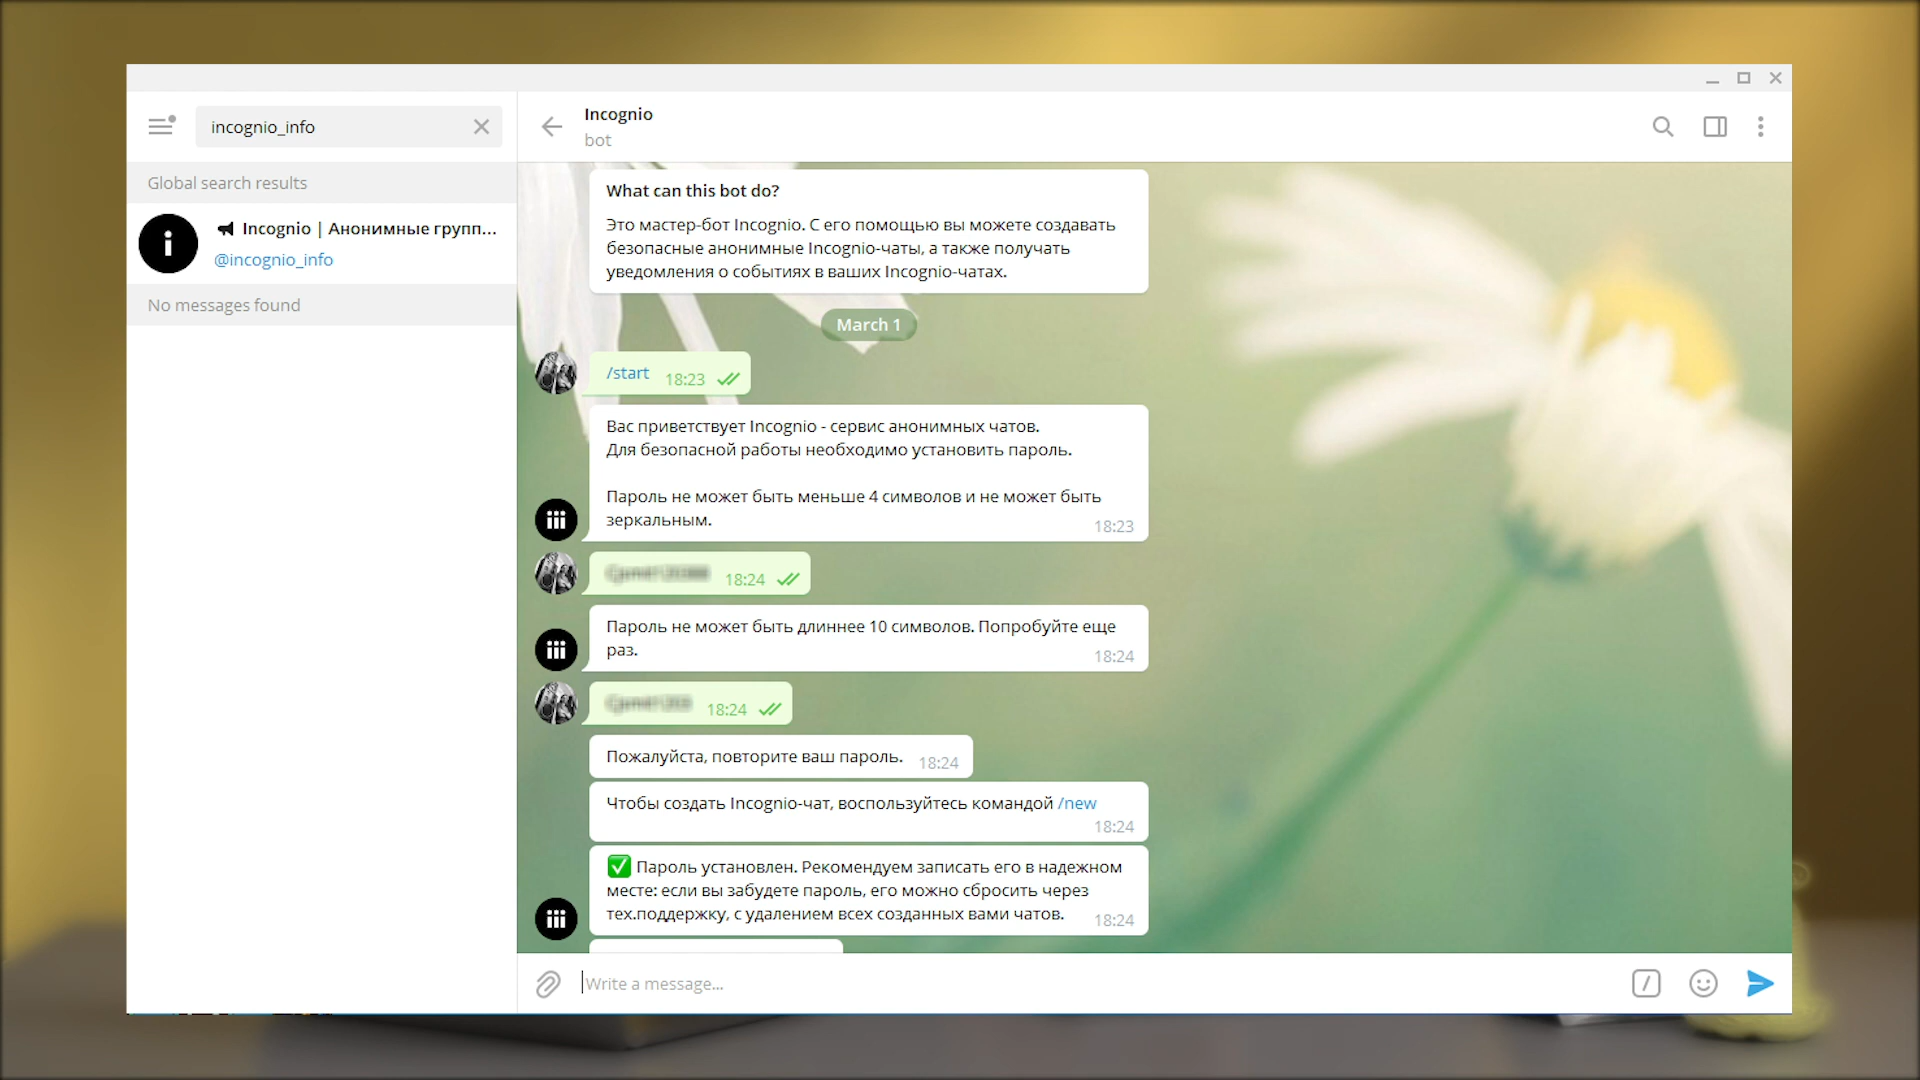 incognio_info
Global search results
Incognio | Анонимные групп...
@incognio_info
No messages found
Incognio
bot
What can this bot do?
Это мастер-бот Incognio. С его помощью вы можете создавать
безопасные анонимные Incognio-чаты, а также получать
уведомления о событиях в ваших Incognio-чатах.
March 1
/start 18:23
Вас приветствует Incognio - сервис анонимных чатов.
Для безопасной работы необходимо установить пароль.
Пароль не может быть меньше 4 символов и не может быть
зеркальным.
18:23
18:24
Пароль не может быть длиннее 10 символов. Попробуйте еще
раз.
18:24
18:24
Пожалуйста, повторите ваш пароль. 18:24
Чтобы создать Incognio-чат, воспользуйтесь командой /new
18:24
Пароль установлен. Рекомендуем записать его в надежном
месте: если вы забудете пароль, его можно сбросить через
тех.поддержку, с удалением всех созданных вами чатов.
18:24
Write a message...